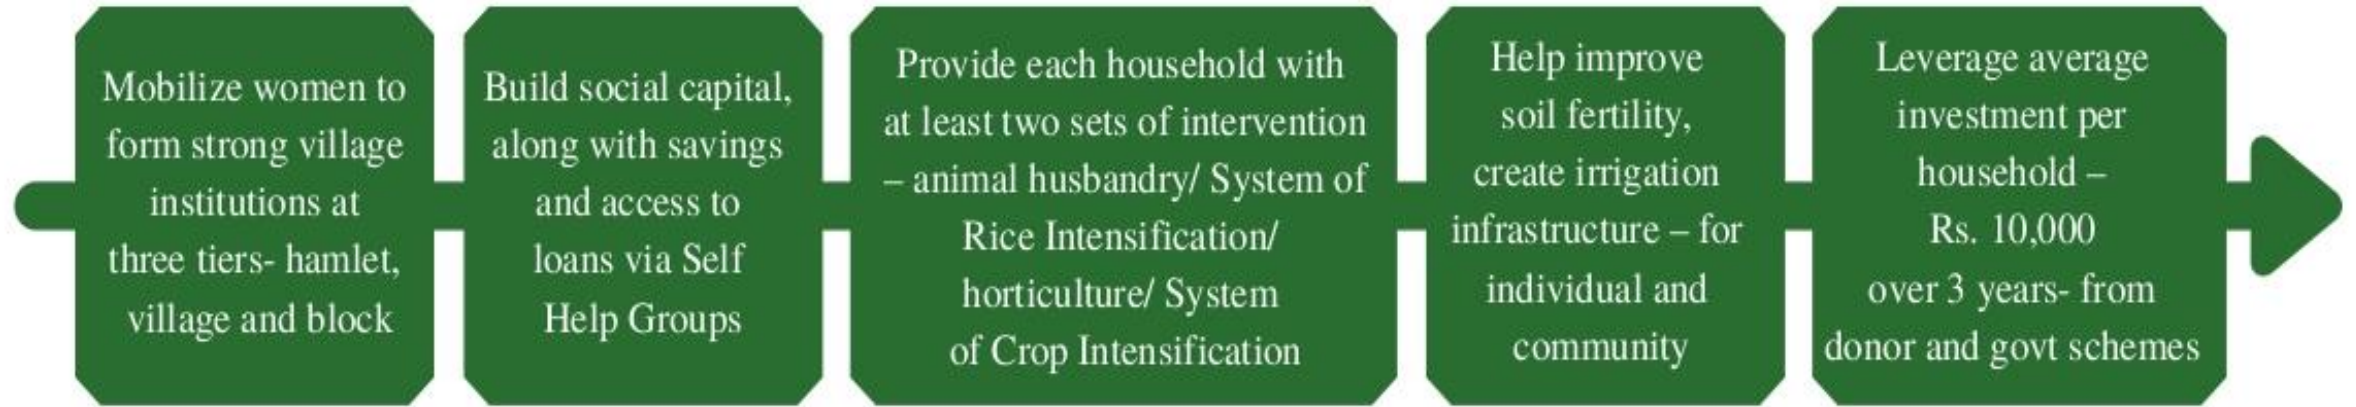 Mobilize women to
form strong village
institutions at
three tiers- hamlet,
village and block
Build social capital,
along with savings
and access to
loans via Self
Help Groups
Provide each household with
at least two sets of intervention
– animal husbandry/ System of
Rice Intensification/
horticulture/ System
of Crop Intensification
Help improve
soil fertility,
create irrigation
infrastructure – for
individual and
community
Leverage average
investment per
household –
Rs. 10,000
over 3 years- from
donor and govt schemes